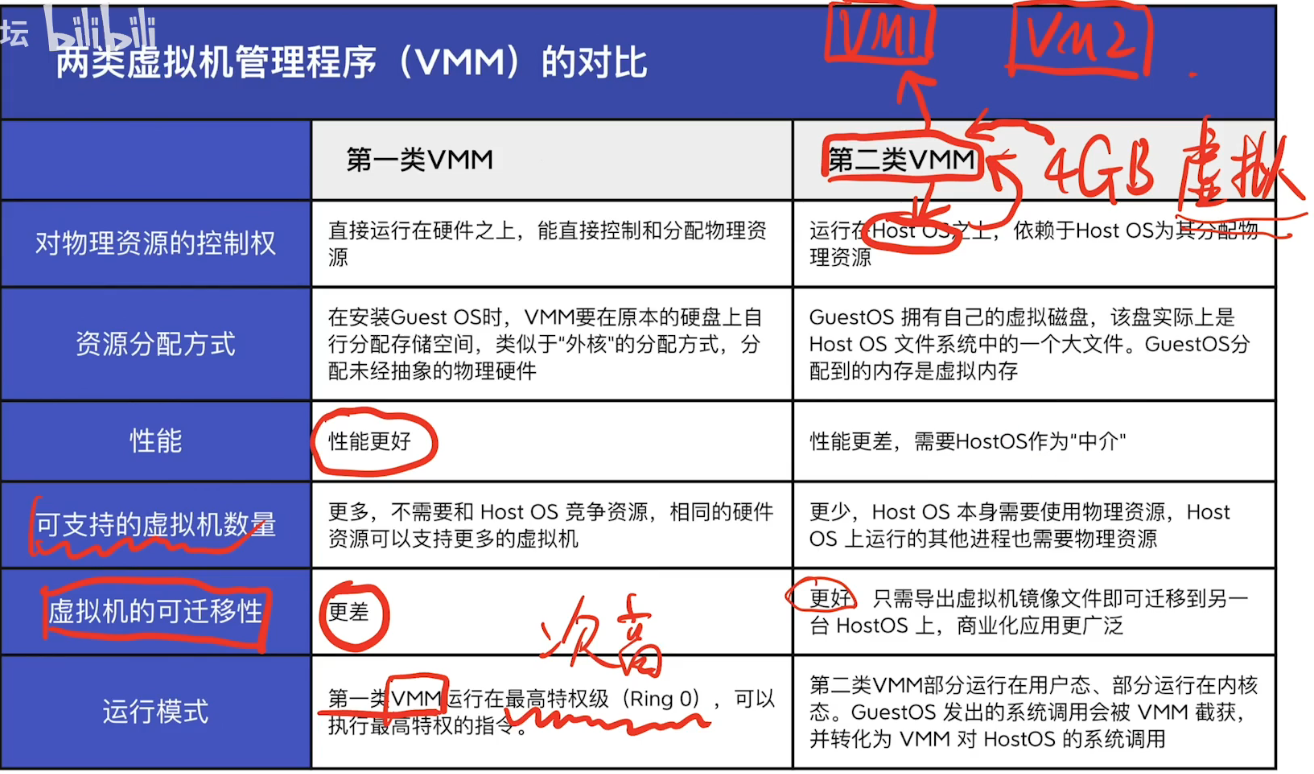 坛 bilibili
两类虚拟机管理程序（VMM）的对比
VM1
VM2
第一类VMM
第二类VMM
4GB 虚拟
对物理资源的控制权
直接运行在硬件之上，能直接控制和分配物理资
源
运行在Host OS之上，依赖于Host OS为其分配物
理资源
资源分配方式
在安装Guest OS时，VMM要在原本的硬盘上自
行分配存储空间，类似于"外核"的分配方式，分
配未经抽象的物理硬件
GuestOS 拥有自己的虚拟磁盘，该盘实际上是
Host OS 文件系统中的一个大文件。GuestOS分
配到的内存是虚拟内存
性能
性能更好
性能更差，需要HostOS作为"中介"
可支持的虚拟机数量
更多，不需要和 Host OS 竞争资源，相同的硬件
资源可以支持更多的虚拟机
更少，Host OS 本身需要使用物理资源，Host
OS 上运行的其他进程也需要物理资源
虚拟机的可迁移性
更差
次高
更好，只需导出虚拟机镜像文件即可迁移到另一
台 HostOS 上，商业化应用更广泛
运行模式
第一类VMM运行在最高特权级（Ring 0），可以
执行最高特权的指令。
第二类VMM部分运行在用户态、部分运行在内核
态。GuestOS 发出的系统调用会被 VMM 截获，
并转化为 VMM 对 HostOS 的系统调用